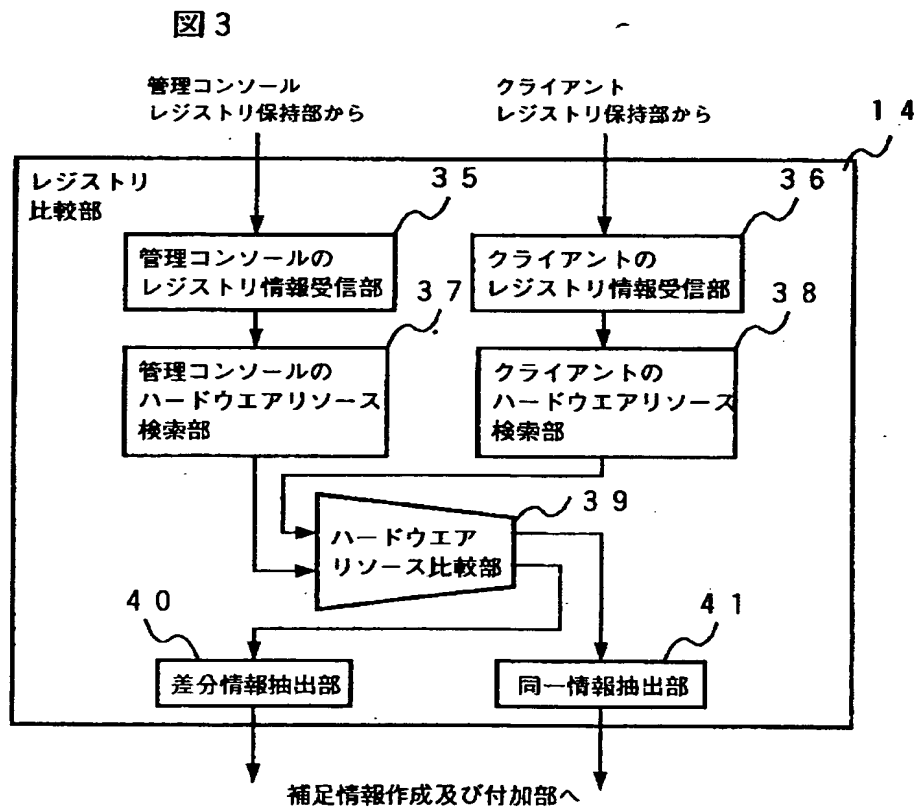 図3
管理コンソール
レジストリ保持部から
クライアント
レジストリ保持部から
14
レジストリ
比較部
35
36
管理コンソールの
レジストリ情報受信部
クライアントの
レジストリ情報受信部
37
38
管理コンソールの
ハードウエアリソース
検索部
クライアントの
ハードウエアリソース
検索部
39
ハードウエア
リソース比較部
40
41
差分情報抽出部
同一情報抽出部
補足情報作成及び付加部へ